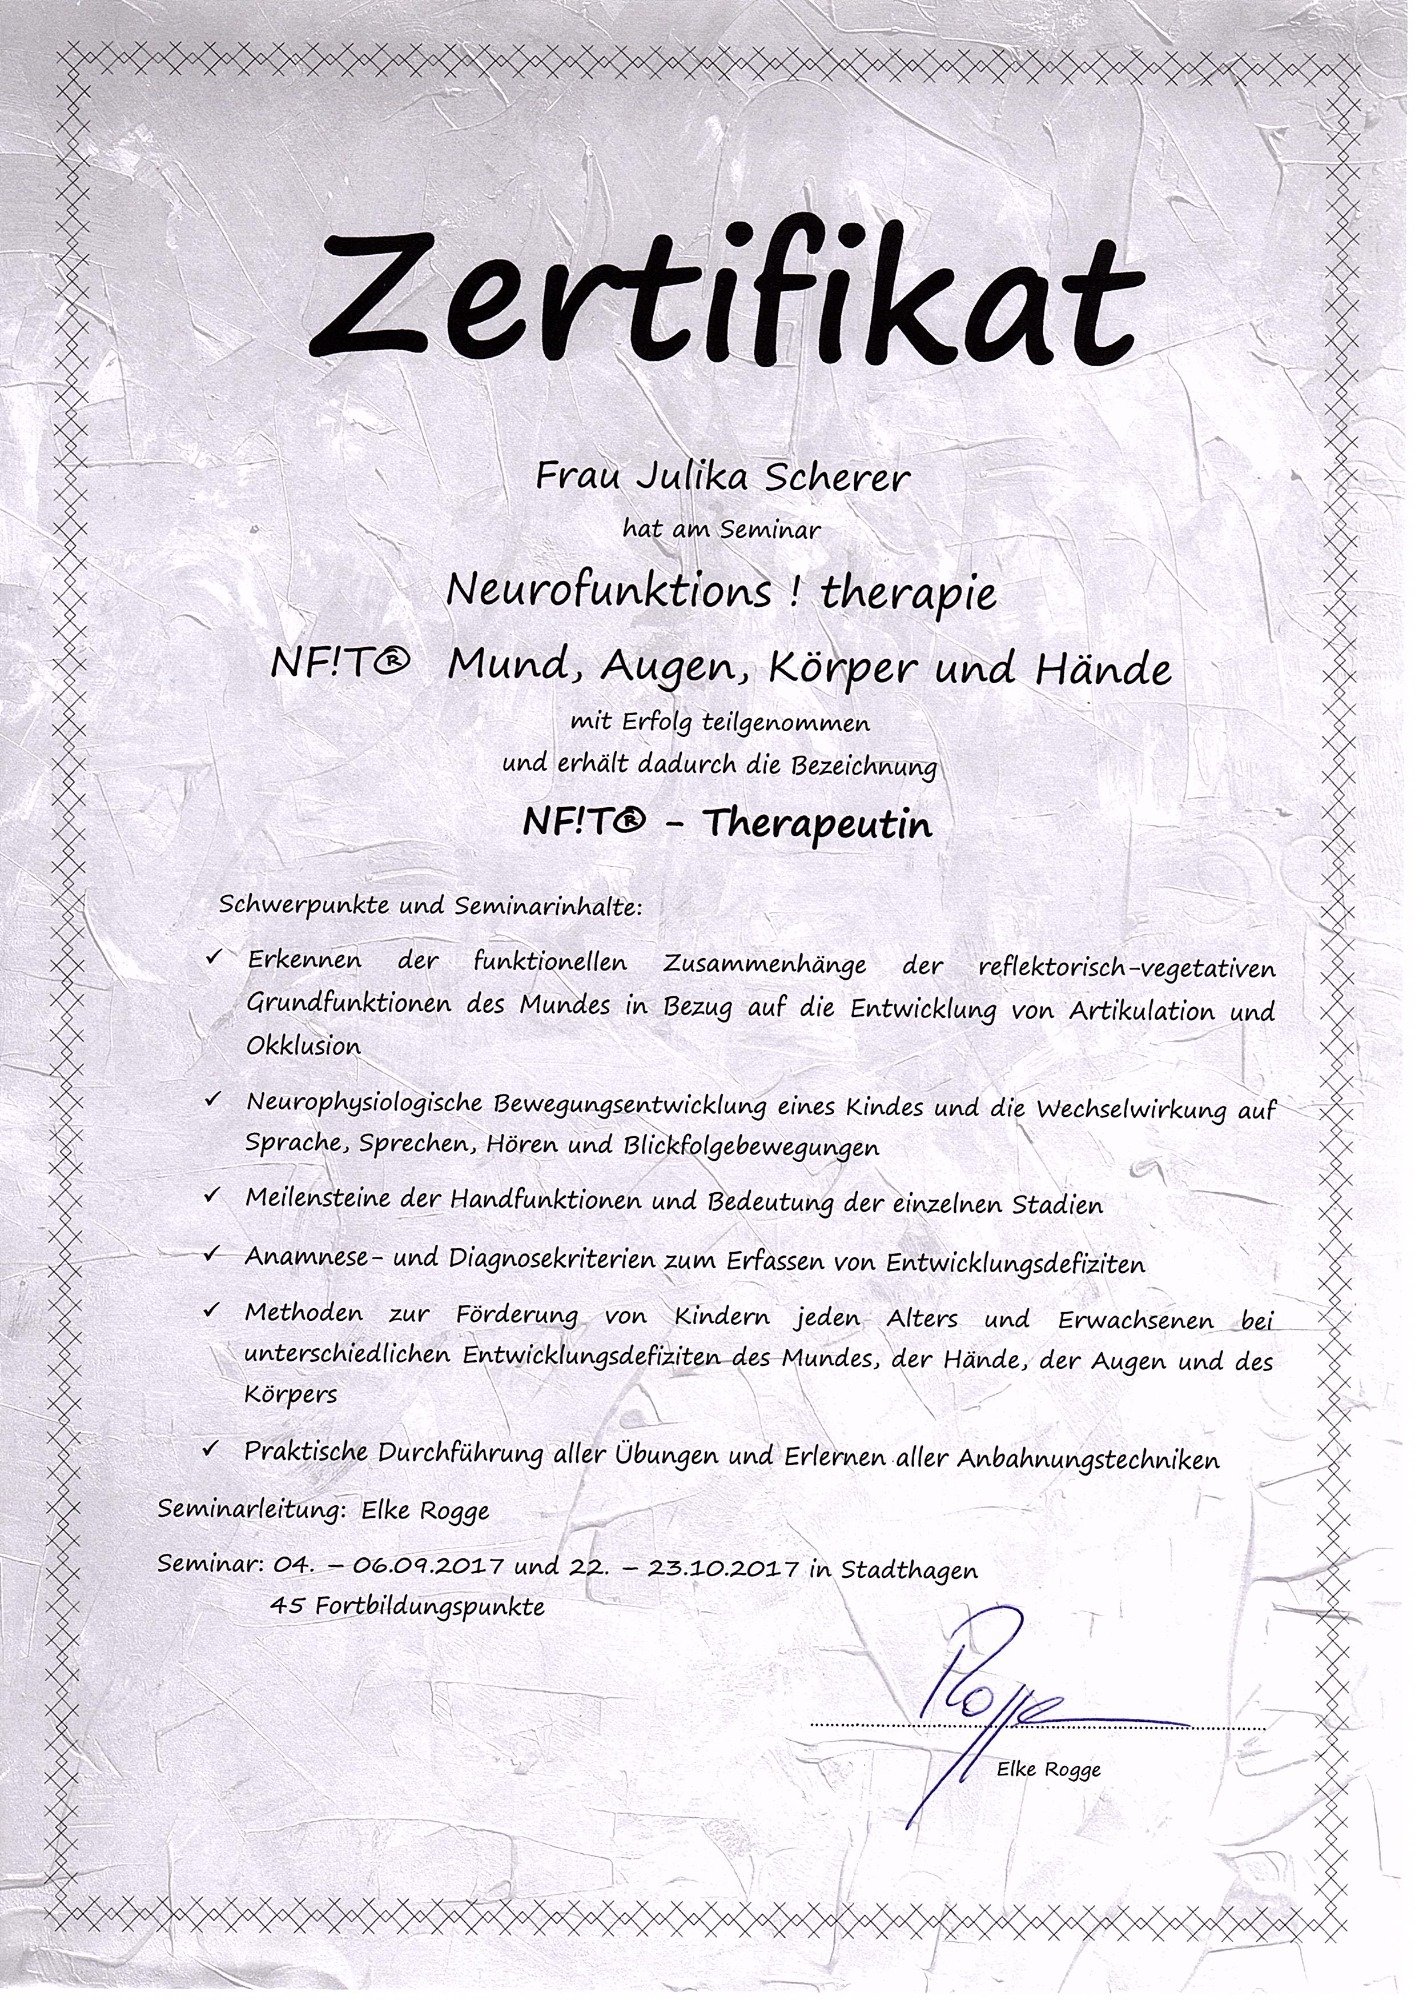 Zertifikat
Frau Julika Scherer
hat am Seminar
Neurofunktions ! therapie
NF!T® Mund, Augen, Körper und Hände
mit Erfolg teilgenommen
und erhält dadurch die Bezeichnung
NF!T® – Therapeutin
Schwerpunkte und Seminarinhalte:
✓ Erkennen der funktionellen Zusammenhänge der reflektorisch-vegetativen
Grundfunktionen des Mundes in Bezug auf die Entwicklung von Artikulation und
Okklusion
✓ Neurophysiologische Bewegungsentwicklung eines Kindes und die Wechselwirkung auf
Sprache, Sprechen, Hören und Blickfolgebewegungen
✓ Meilensteine der Handfunktionen und Bedeutung der einzelnen Stadien
✓ Anamnese- und Diagnosekriterien zum Erfassen von Entwicklungsdefiziten
✓ Methoden zur Förderung von Kindern jeden Alters und Erwachsenen bei
unterschiedlichen Entwicklungsdefiziten des Mundes, der Hände, der Augen und des
Körpers
✓ Praktische Durchführung aller Übungen und Erlernen aller Anbahnungstechniken
Seminarleitung: Elke Rogge
Seminar: 04. – 06.09.2017 und 22. – 23.10.2017 in Stadthagen
45 Fortbildungspunkte
Rogge
Elke Rogge